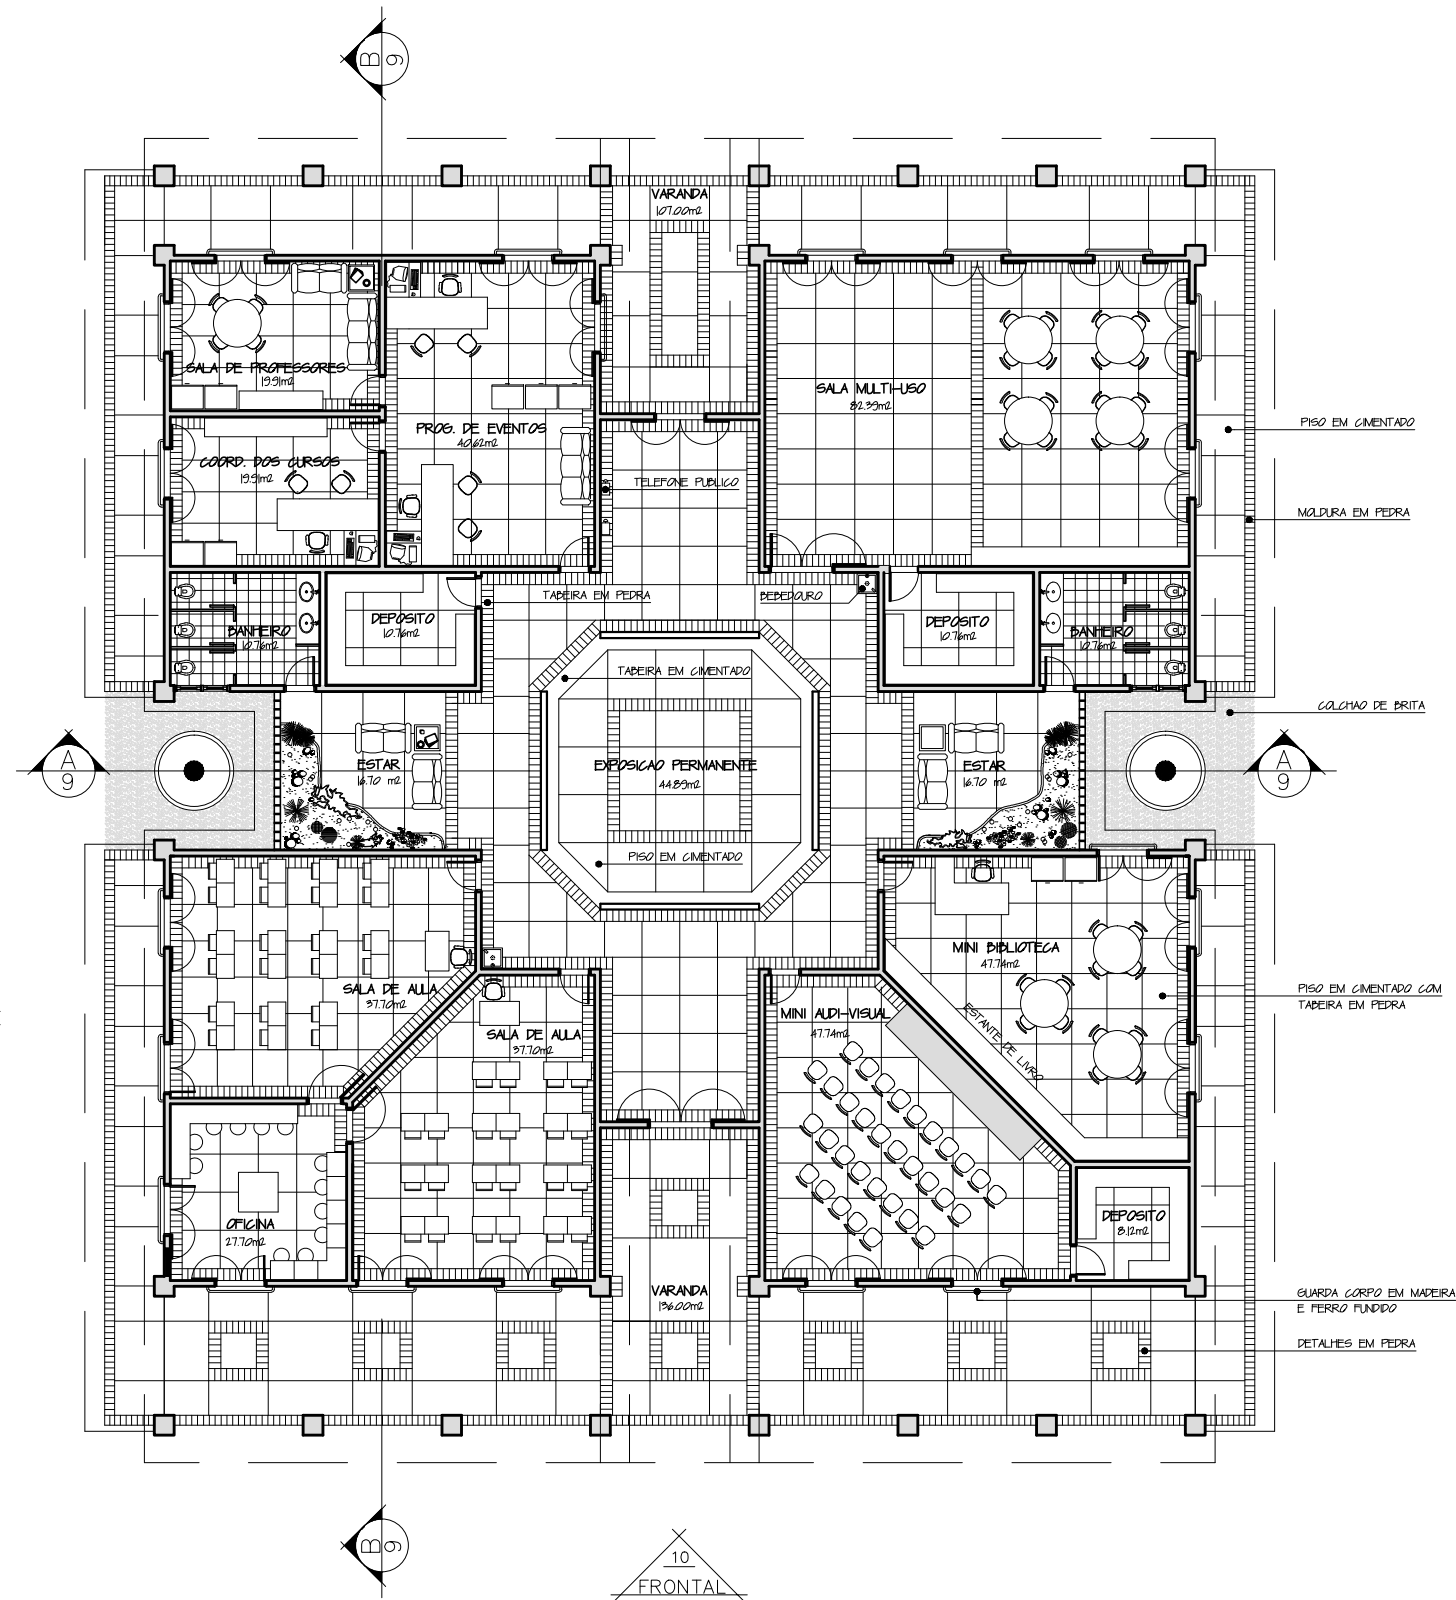 B
9
VARANDA
107.00m2
SALA DE PROFESSORES
19.91m2
SALA MULTI-USO
82.39m2
PROG. DE EVENTOS
40.62m2
PISO EM CIMENTADO
COORD. DOS CURSOS
19.91m2
TELEFONE PUBLICO
MOLDURA EM PEDRA
TABEIRA EM PEDRA
BEBEDOURO
DEPOSITO
10.76m2
BANHEIRO
10.76m2
DEPOSITO
10.76m2
BANHEIRO
10.76m2
TABEIRA EM CIMENTADO
COLCHAO DE BRITA
A
9
ESTAR
16.70 m2
EXPOSICAO PERMANENTE
44.89m2
ESTAR
16.70 m2
A
9
PISO EM CIMENTADO
MINI BIBLIOTECA
47.74m2
SALA DE AULA
37.70m2
PISO EM CIMENTADO COM
TABEIRA EM PEDRA
MINI AUDI-VISUAL
47.74m2
ESTANTE DE LIVRO
SALA DE AULA
37.70m2
OFICINA
27.70m2
DEPOSITO
8.12m2
VARANDA
136.00m2
GUARDA CORPO EM MADEIRA
E FERRO FUNDIDO
DETALHES EM PEDRA
B
9
10
FRONTAL